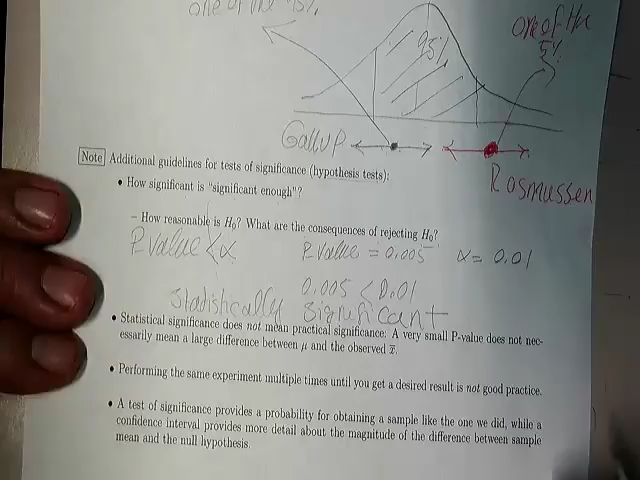 one of the 95%
one of the
5%
95%
Gallup
Rasmussen
Note Additional guidelines for tests of significance (hypothesis tests):
• How significant is "significant enough"?
– How reasonable is H₀? What are the consequences of rejecting H₀?
P value < α P. value = 0.005 α = 0.01
0.005 < 0.01
Statistically significant
• Statistical significance does not mean practical significance: A very small P-value does not nec-
essarily mean a large difference between μ and the observed x̅.
• Performing the same experiment multiple times until you get a desired result is not good practice.
• A test of significance provides a probability for obtaining a sample like the one we did, while a
confidence interval provides more detail about the magnitude of the difference between sample
mean and the null hypothesis.